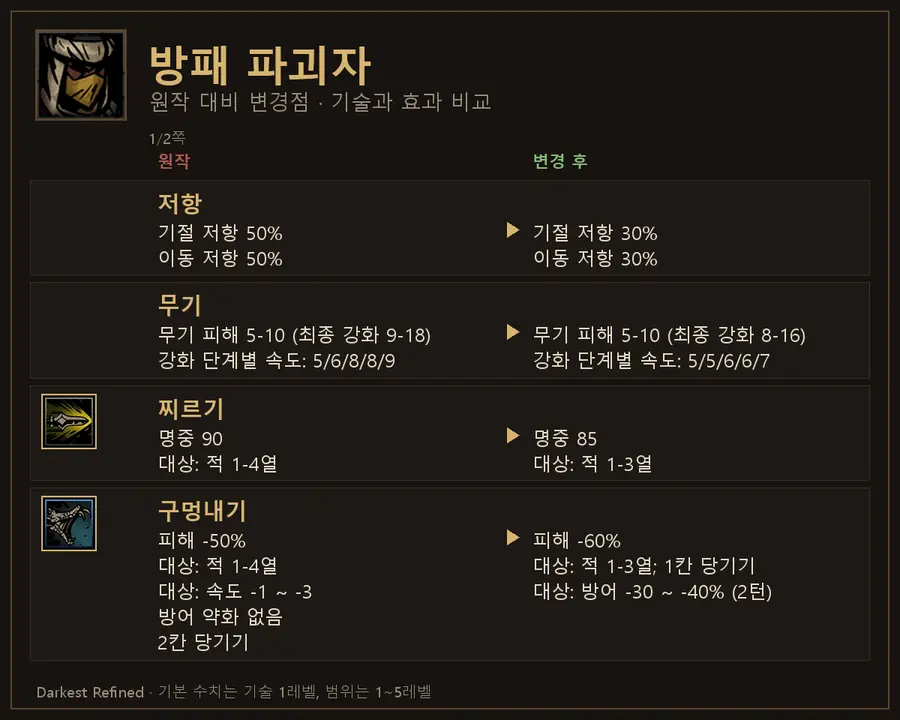 방패 파괴자
원작 대비 변경점 · 기술과 효과 비교
1/2쪽
원작 변경 후
저항
기절 저항 50% ▶ 기절 저항 30%
이동 저항 50% 이동 저항 30%
무기
무기 피해 5-10 (최종 강화 9-18) ▶ 무기 피해 5-10 (최종 강화 8-16)
강화 단계별 속도: 5/6/8/8/9 강화 단계별 속도: 5/5/6/6/7
찌르기
명중 90 ▶ 명중 85
대상: 적 1-4열 대상: 적 1-3열
구멍내기
피해 -50% ▶ 피해 -60%
대상: 적 1-4열 대상: 적 1-3열; 1칸 당기기
대상: 속도 -1 ~ -3 대상: 방어 -30 ~ -40% (2턴)
방어 약화 없음
2칸 당기기
Darkest Refined · 기본 수치는 기술 1레벨, 범위는 1~5레벨